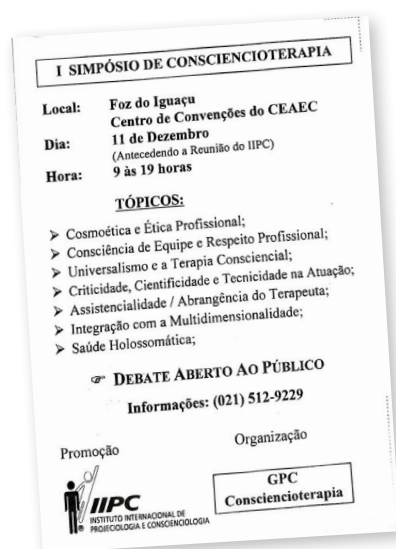 I SIMPÓSIO DE CONSCIENCIOTERAPIA
Local: Foz do Iguaçu
Centro de Convenções do CEAEC
Dia: 11 de Dezembro
(Antecedendo a Reunião do IIPC)
Hora: 9 às 19 horas
TÓPICOS:
➢ Cosmoética e Ética Profissional;
➢ Consciência de Equipe e Respeito Profissional;
➢ Universalismo e a Terapia Consciencial;
➢ Criticidade, Cientificidade e Tecnicidade na Atuação;
➢ Assistencialidade / Abrangência do Terapeuta;
➢ Integração com a Multidimensionalidade;
➢ Saúde Holossomática;
☞ DEBATE ABERTO AO PÚBLICO
Informações: (021) 512-9229
Promoção
Organização
IIPC
INSTITUTO INTERNACIONAL DE
PROJECIOLOGIA E CONSCIENCIOLOGIA
GPC
Consciencioterapia